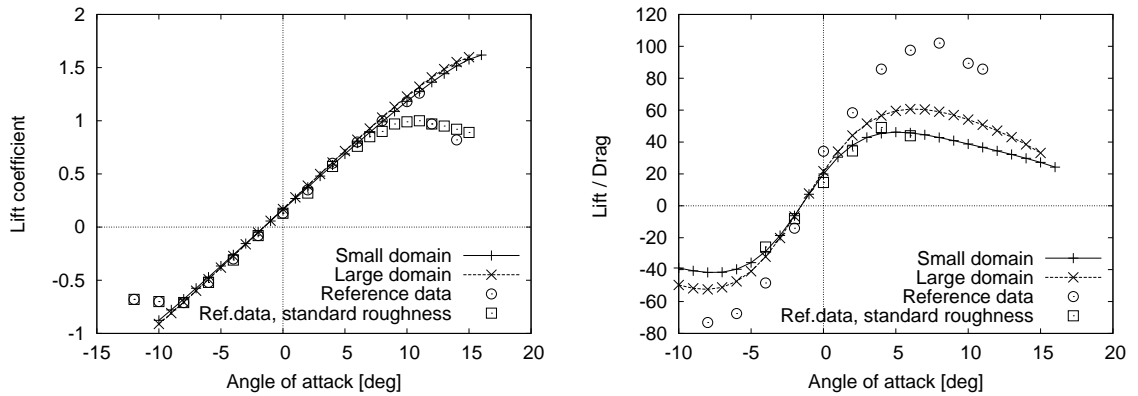 2
1.5
1
0.5
0
-0.5
-1
-15
-10
-5
0
5
10
15
20
Lift coefficient
Angle of attack [deg]
Small domain
Large domain
Reference data
Ref.data, standard roughness
120
100
80
60
40
20
0
-20
-40
-60
-80
-10
-5
0
5
10
15
20
Lift / Drag
Angle of attack [deg]
Small domain
Large domain
Reference data
Ref.data, standard roughness